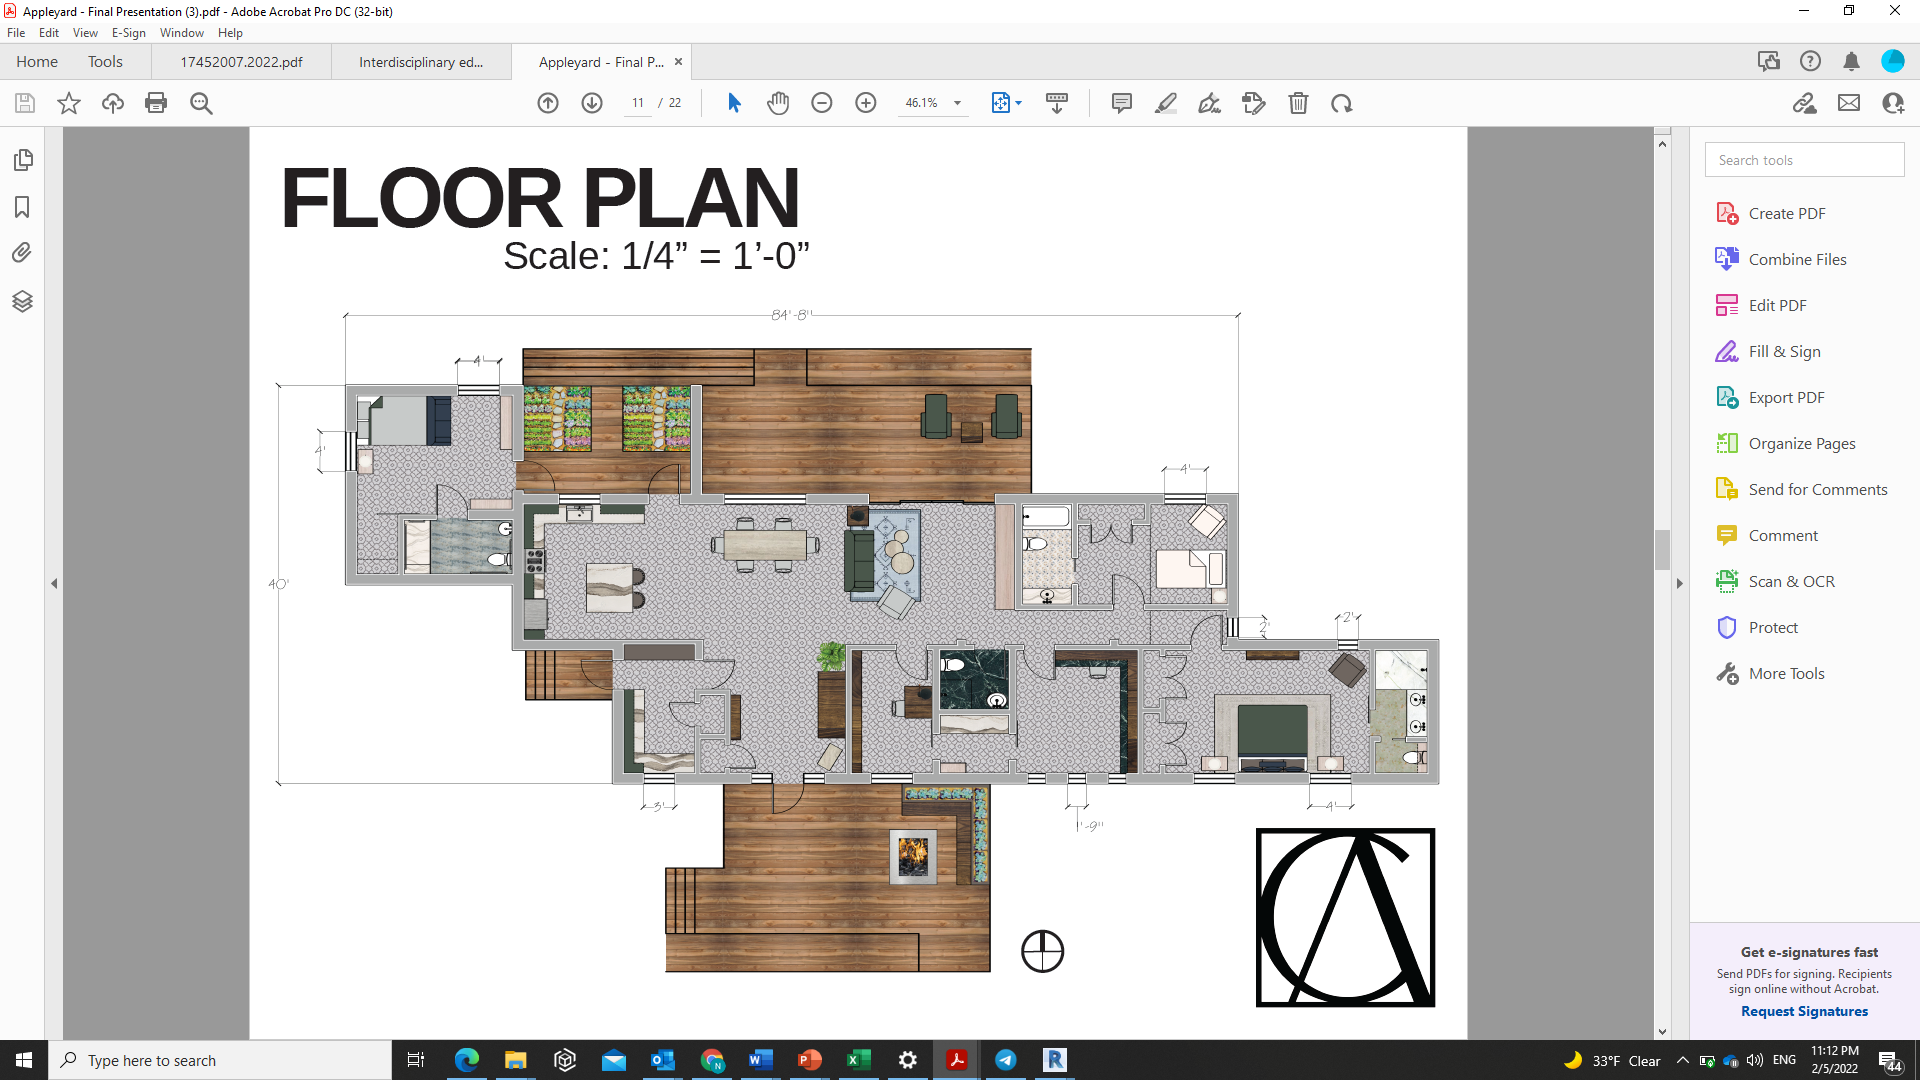 Appleyard - Final Presentation (3).pdf - Adobe Acrobat Pro DC (32-bit)
File Edit View E-Sign Window Help
Home Tools 17452007.2022.pdf Interdisciplinary ed... Appleyard - Final P... ×
11 / 22 46.1%
Search tools
Create PDF
Combine Files
Edit PDF
Fill & Sign
Export PDF
Organize Pages
Send for Comments
Comment
Scan & OCR
Protect
More Tools
Get e-signatures fast
Send PDFs for signing. Recipients
sign online without Acrobat.
Request Signatures
FLOOR PLAN
Scale: 1/4” = 1’-0”
84'-8"
4'
4'
4'
40'
2'
2'
3'
4'
1'-9"
CA
Type here to search
33°F Clear
ENG
11:12 PM
2/5/2022
44